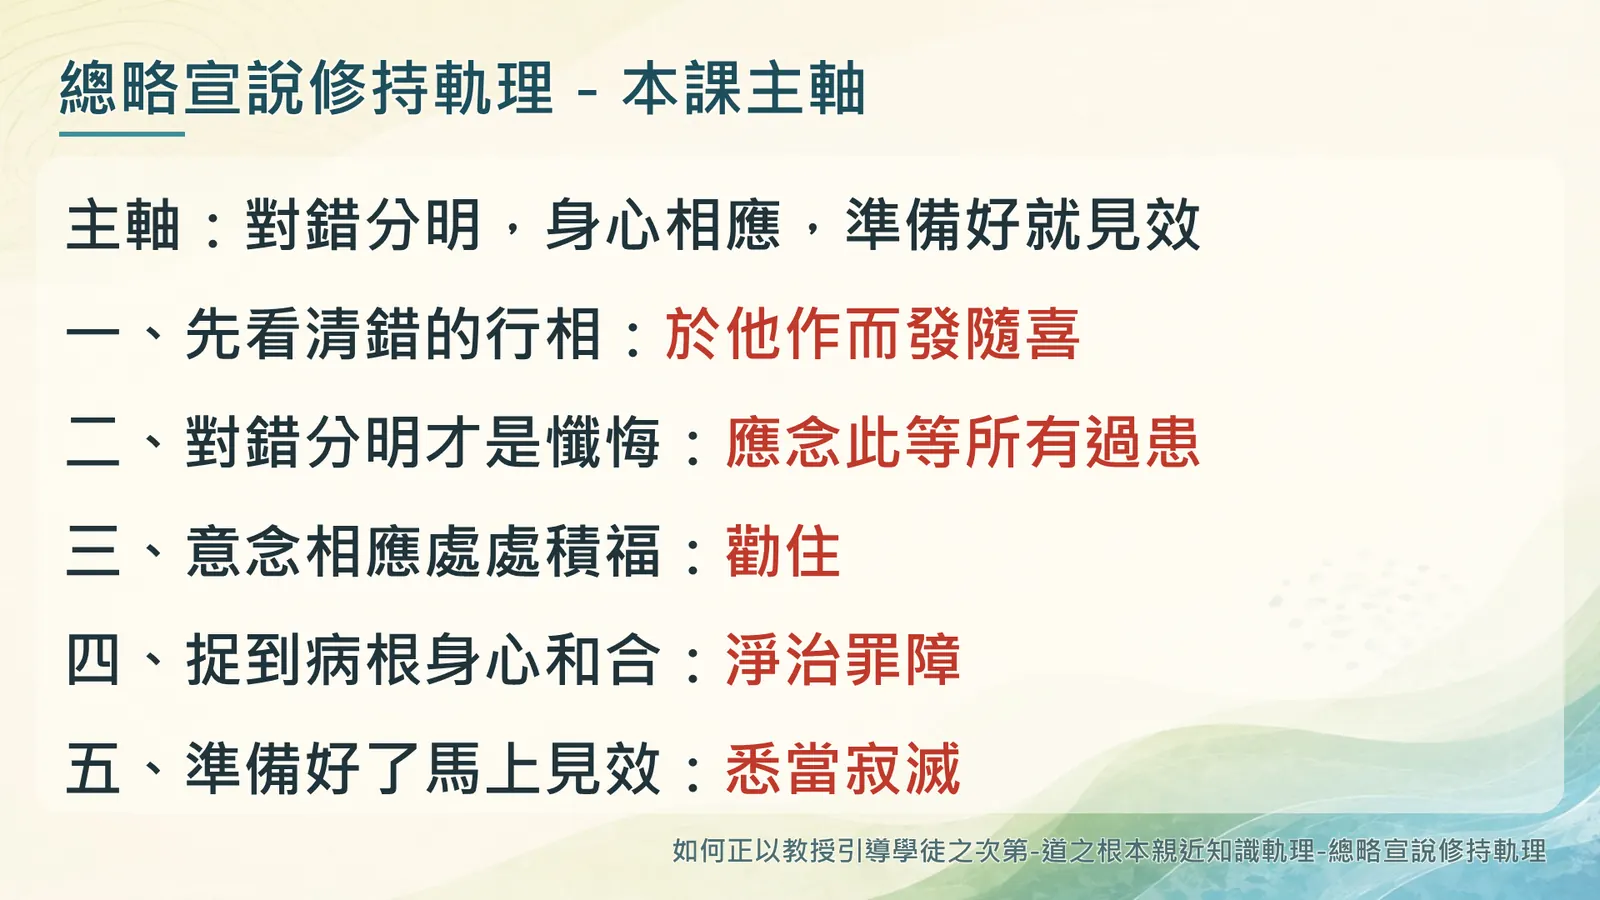 總略宣說修持軌理 - 本課主軸
主軸：對錯分明，身心相應，準備好就見效
一、先看清錯的行相：於他作而發隨喜
二、對錯分明才是懺悔：應念此等所有過患
三、意念相應處處積福：勸住
四、捉到病根身心和合：淨治罪障
五、準備好了馬上見效：悉當寂滅
如何正以教授引導學徒之次第-道之根本親近知識軌理-總略宣說修持軌理